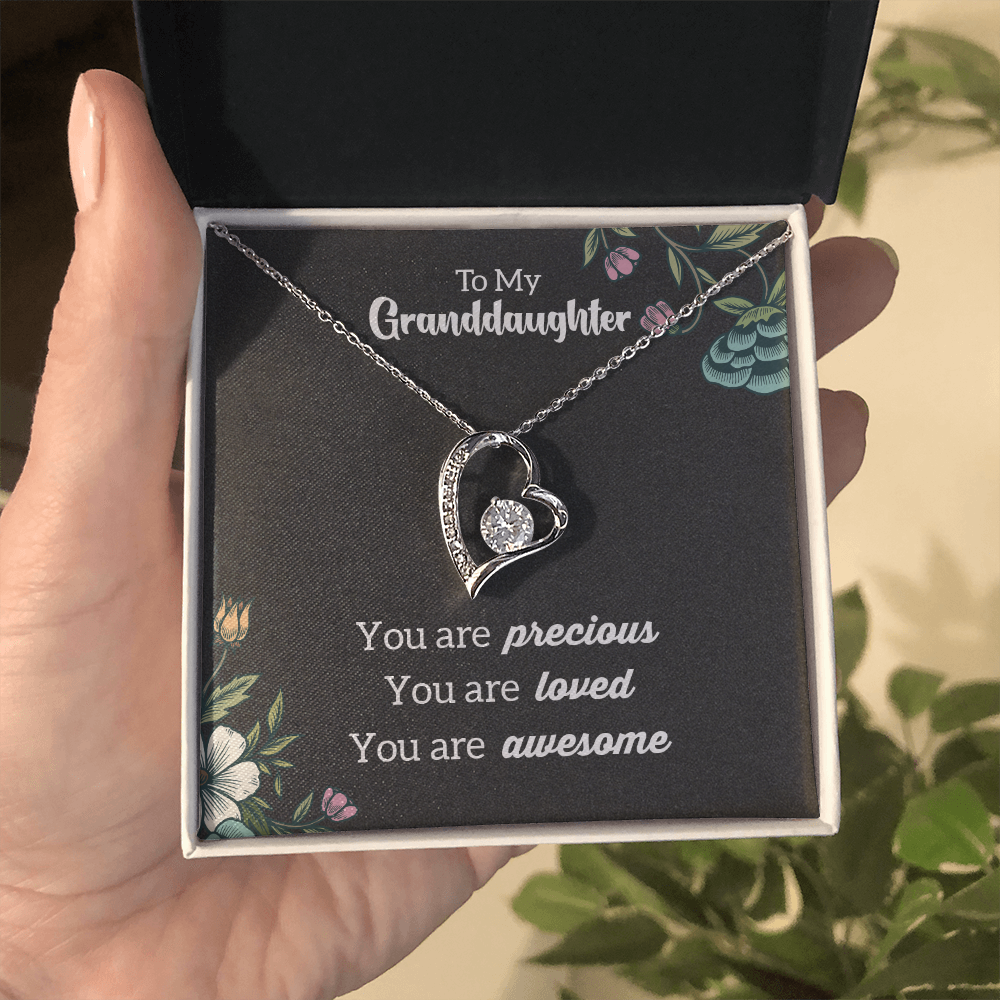 To My
Granddaughter
You are precious
You are loved
You are awesome